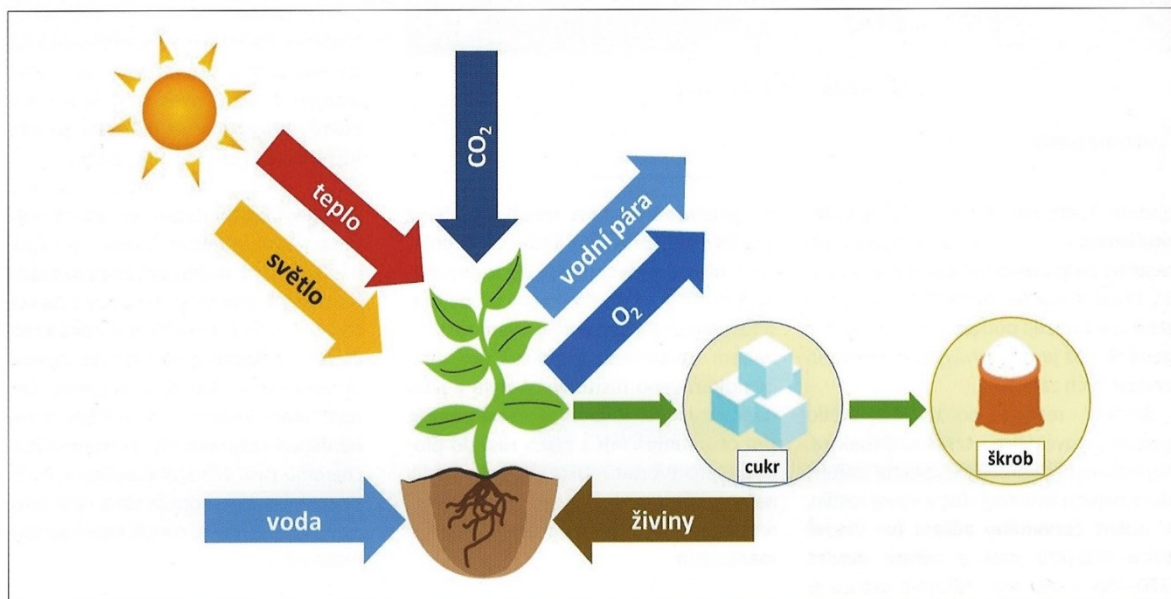 CO₂
teplo
světlo
vodní pára
O₂
cukr
škrob
voda
živiny